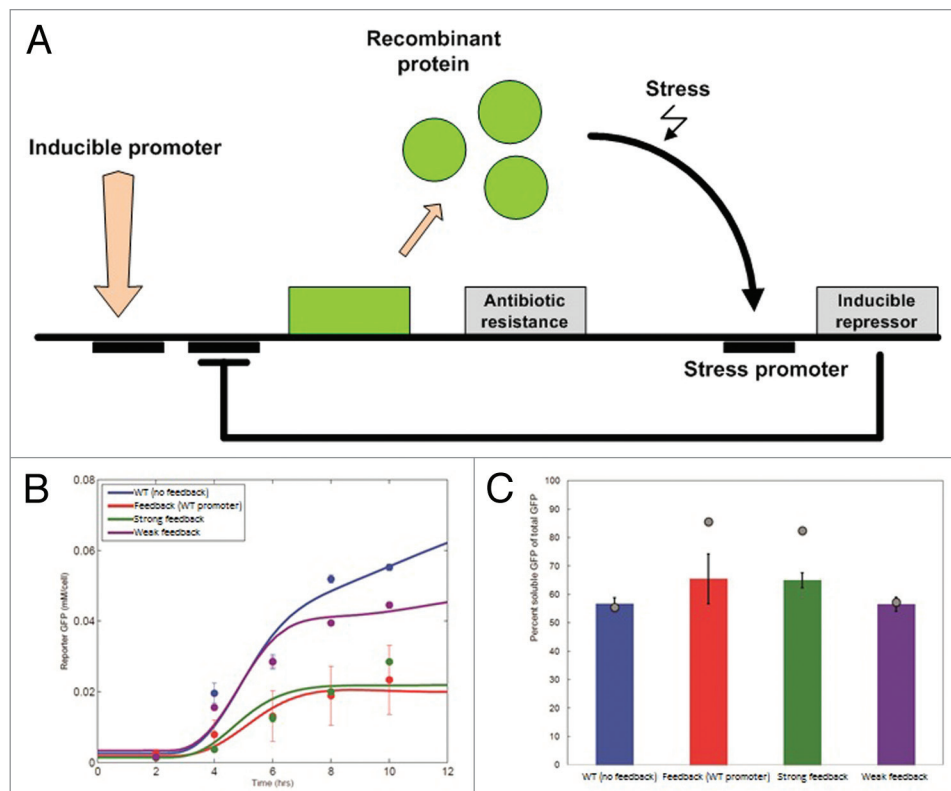 A
Recombinant
protein
Stress
Inducible promoter
Antibiotic
resistance
Inducible
repressor
Stress promoter
B
0.08
0.06
0.04
0.02
0
Reporter GFP (mM/cell)
WT (no feedback)
Feedback (WT promoter)
Strong feedback
Weak feedback
0 2 4 6 8 10 12
Time (hrs)
C
100
90
80
70
60
50
40
30
20
10
0
Percent soluble GFP of total GFP
WT (no feedback) Feedback (WT promoter) Strong feedback Weak feedback